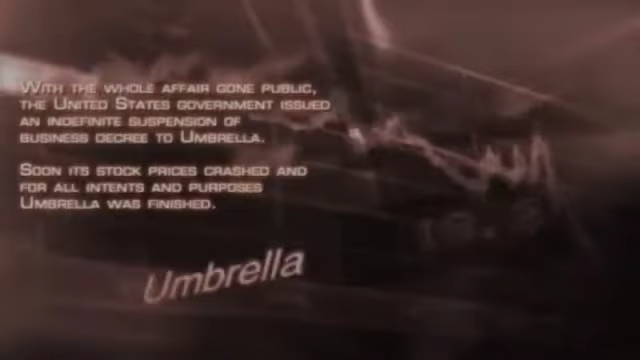 With the whole affair gone public,
the United States government issued
an indefinite suspension of
business decree to Umbrella.
Soon its stock prices crashed and
for all intents and purposes
Umbrella was finished.
Umbrella